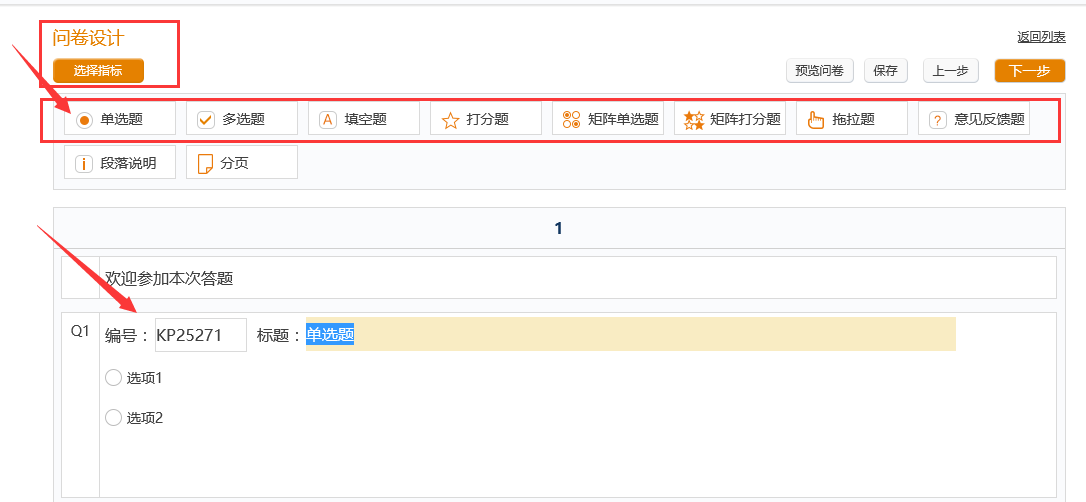 问卷设计
返回列表
选择指标 预览问卷 保存 上一步 下一步
单选题 多选题 A 填空题 打分题 矩阵单选题 矩阵打分题 拖拉题 ? 意见反馈题
i 段落说明 分页
1
欢迎参加本次答题
Q1 编号： KP25271 标题：单选题
选项1
选项2